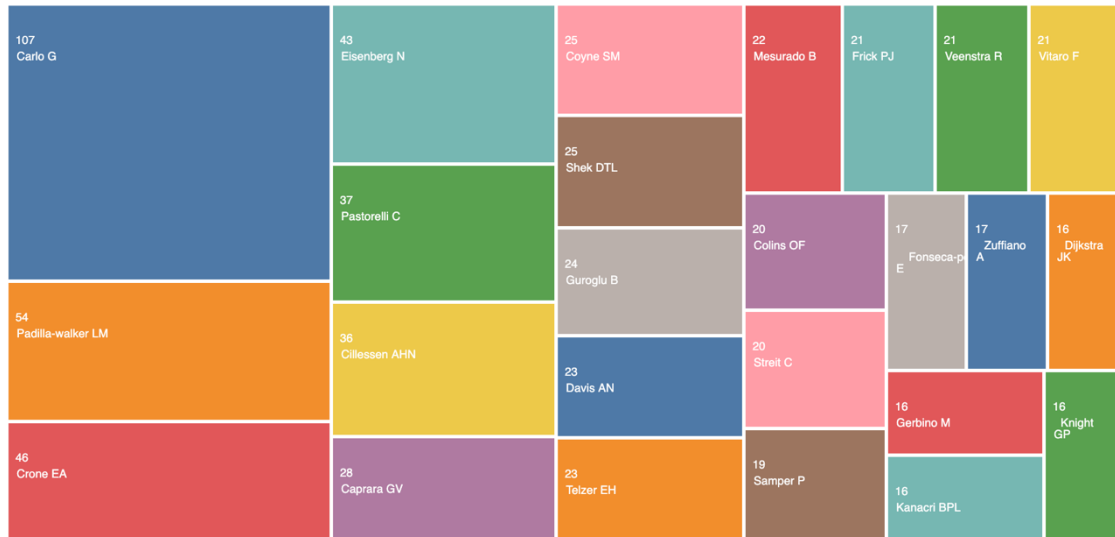 107
Carlo G
54
Padilla-walker LM
46
Crone EA
43
Eisenberg N
37
Pastorelli C
36
Cillessen AHN
28
Caprara GV
25
Coyne SM
25
Shek DTL
24
Guroglu B
23
Davis AN
23
Telzer EH
22
Mesurado B
21
Frick PJ
21
Veenstra R
21
Vitaro F
20
Colins OF
20
Streit C
19
Samper P
17
Fonseca-p
E
17
Zuffiano
A
16
Dijkstra
JK
16
Gerbino M
16
Kanacri BPL
16
Knight
GP